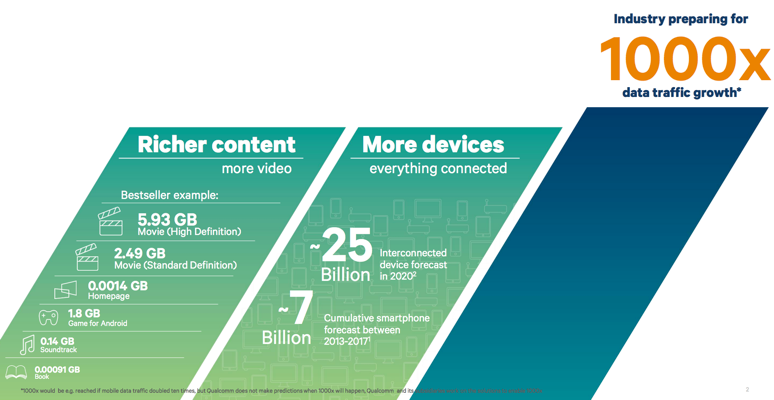 Industry preparing for
1000x
data traffic growth*
Richer content
more video
Bestseller example:
5.93 GB
Movie (High Definition)
2.49 GB
Movie (Standard Definition)
0.0014 GB
Homepage
1.8 GB
Game for Android
0.14 GB
Soundtrack
0.00091 GB
Book
More devices
everything connected
~25
Billion
Interconnected
device forecast
in 2020²
~7
Billion
Cumulative smartphone
forecast between
2013-2017¹
*1000x would be e.g. reached if mobile data traffic doubled ten times, but Qualcomm does not make predictions when 1000x will happen, Qualcomm and its
2